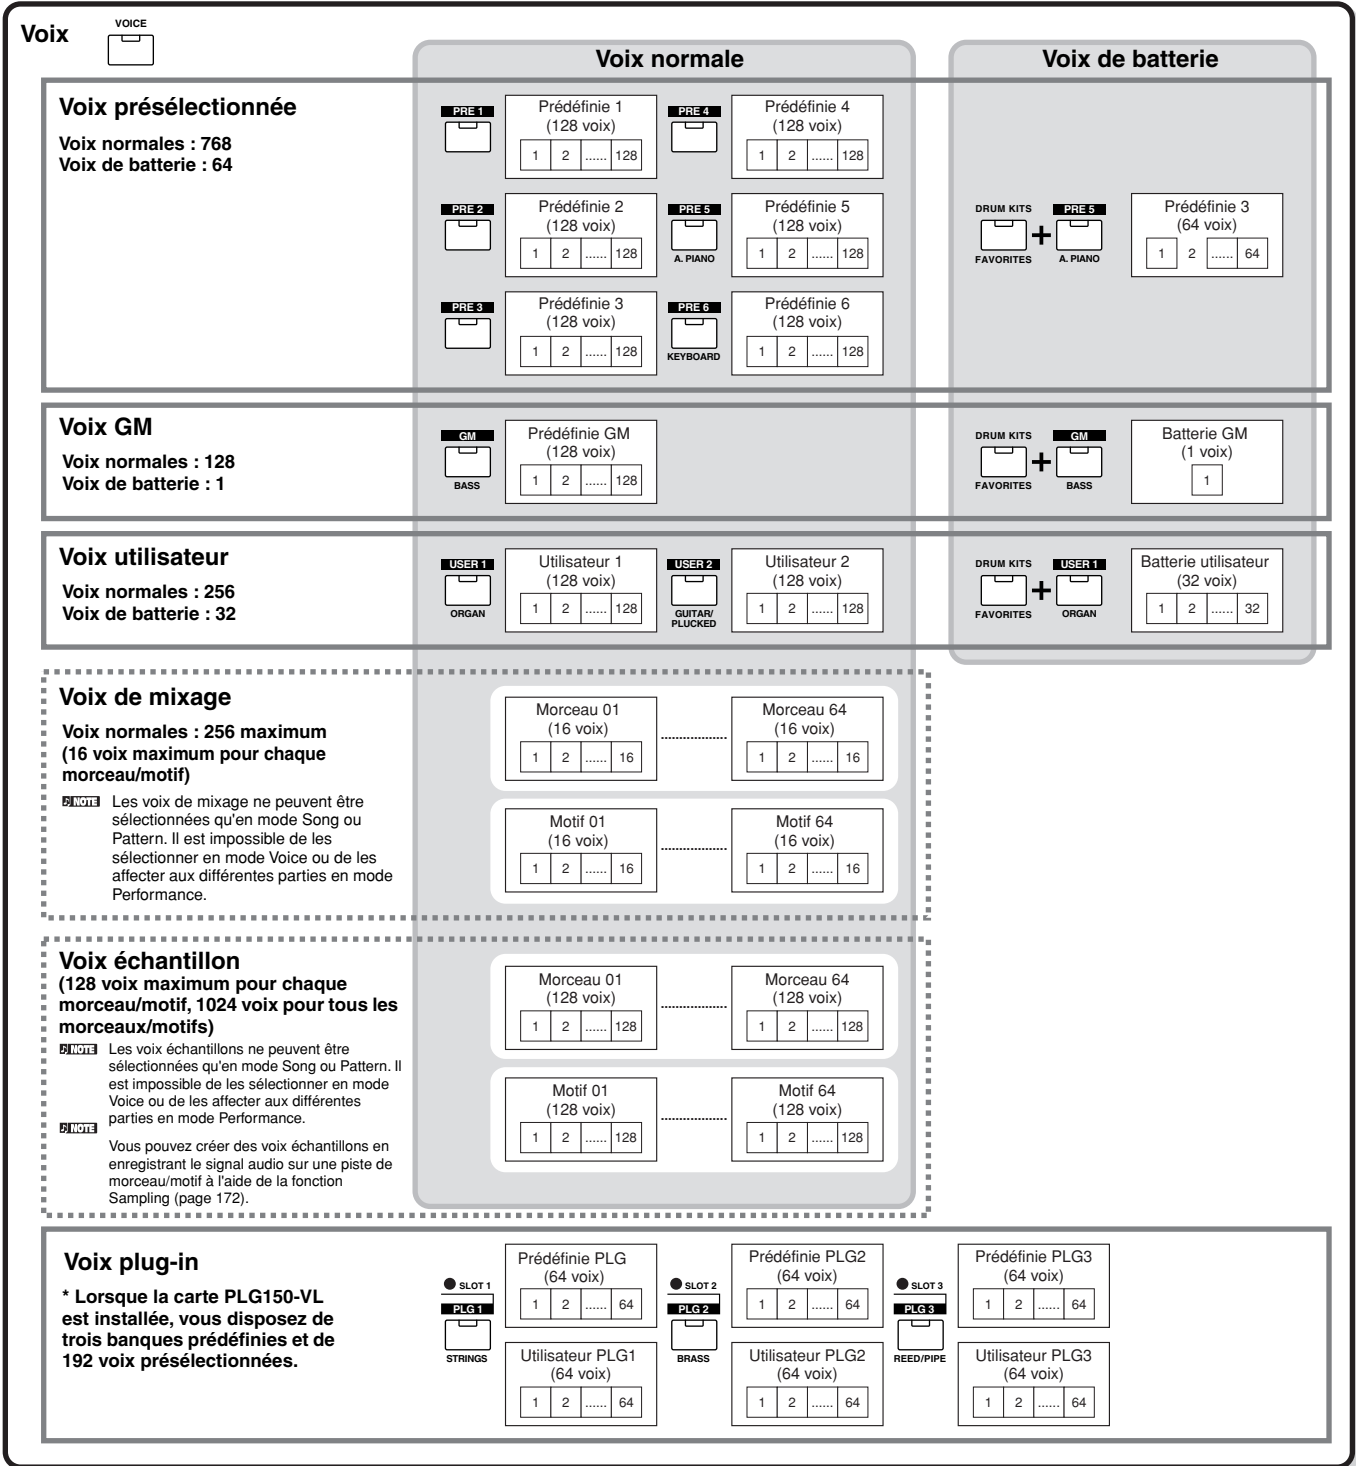 Voix
VOICE
Voix normale
Voix de batterie
Voix présélectionnée
Voix normales : 768
Voix de batterie : 64
PRE 1
Prédéfinie 1
(128 voix)
1 2 ...... 128
PRE 4
Prédéfinie 4
(128 voix)
1 2 ...... 128
PRE 2
Prédéfinie 2
(128 voix)
1 2 ...... 128
PRE 5
A. PIANO
Prédéfinie 5
(128 voix)
1 2 ...... 128
DRUM KITS
FAVORITES
+
PRE 5
A. PIANO
Prédéfinie 3
(64 voix)
1 2 ...... 64
PRE 3
Prédéfinie 3
(128 voix)
1 2 ...... 128
PRE 6
KEYBOARD
Prédéfinie 6
(128 voix)
1 2 ...... 128
Voix GM
Voix normales : 128
Voix de batterie : 1
GM
BASS
Prédéfinie GM
(128 voix)
1 2 ...... 128
DRUM KITS
FAVORITES
+
GM
BASS
Batterie GM
(1 voix)
1
Voix utilisateur
Voix normales : 256
Voix de batterie : 32
USER 1
ORGAN
Utilisateur 1
(128 voix)
1 2 ...... 128
USER 2
GUITAR/
PLUCKED
Utilisateur 2
(128 voix)
1 2 ...... 128
DRUM KITS
FAVORITES
+
USER 1
ORGAN
Batterie utilisateur
(32 voix)
1 2 ...... 32
Voix de mixage
Voix normales : 256 maximum
(16 voix maximum pour chaque
morceau/motif)
NOTE Les voix de mixage ne peuvent être
sélectionnées qu'en mode Song ou
Pattern. Il est impossible de les
sélectionner en mode Voice ou de les
affecter aux différentes parties en mode
Performance.
Morceau 01
(16 voix)
1 2 ...... 16
Morceau 64
(16 voix)
1 2 ...... 16
Motif 01
(16 voix)
1 2 ...... 16
Motif 64
(16 voix)
1 2 ...... 16
Voix échantillon
(128 voix maximum pour chaque
morceau/motif, 1024 voix pour tous les
morceaux/motifs)
NOTE Les voix échantillons ne peuvent être
sélectionnées qu'en mode Song ou Pattern. Il
est impossible de les sélectionner en mode
Voice ou de les affecter aux différentes
parties en mode Performance.
NOTE
Vous pouvez créer des voix échantillons en
enregistrant le signal audio sur une piste de
morceau/motif à l'aide de la fonction
Sampling (page 172).
Morceau 01
(128 voix)
1 2 ...... 128
Morceau 64
(128 voix)
1 2 ...... 128
Motif 01
(128 voix)
1 2 ...... 128
Motif 64
(128 voix)
1 2 ...... 128
Voix plug-in
* Lorsque la carte PLG150-VL
est installée, vous disposez de
trois banques prédéfinies et de
192 voix présélectionnées.
SLOT 1
PLG 1
STRINGS
Prédéfinie PLG
(64 voix)
1 2 ...... 64
Utilisateur PLG1
(64 voix)
1 2 ...... 64
SLOT 2
PLG 2
BRASS
Prédéfinie PLG2
(64 voix)
1 2 ...... 64
Utilisateur PLG2
(64 voix)
1 2 ...... 64
SLOT 3
PLG 3
REED/PIPE
Prédéfinie PLG3
(64 voix)
1 2 ...... 64
Utilisateur PLG3
(64 voix)
1 2 ...... 64